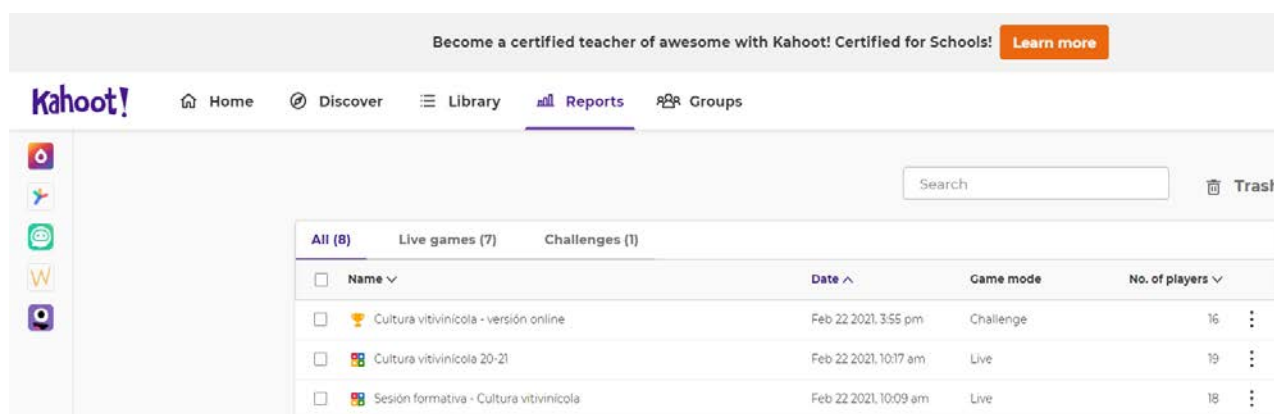 Become a certified teacher of awesome with Kahoot! Certified for Schools! Learn more
Kahoot! Home Discover Library Reports Groups
Search Trash
All (8) Live games (7) Challenges (1)
Name Date Game mode No. of players
Cultura vitivinícola - versión online Feb 22 2021, 3:55 pm Challenge 16
Cultura vitivinícola 20-21 Feb 22 2021, 10:17 am Live 19
Sesión formativa - Cultura vitivinícola Feb 22 2021, 10:09 am Live 18